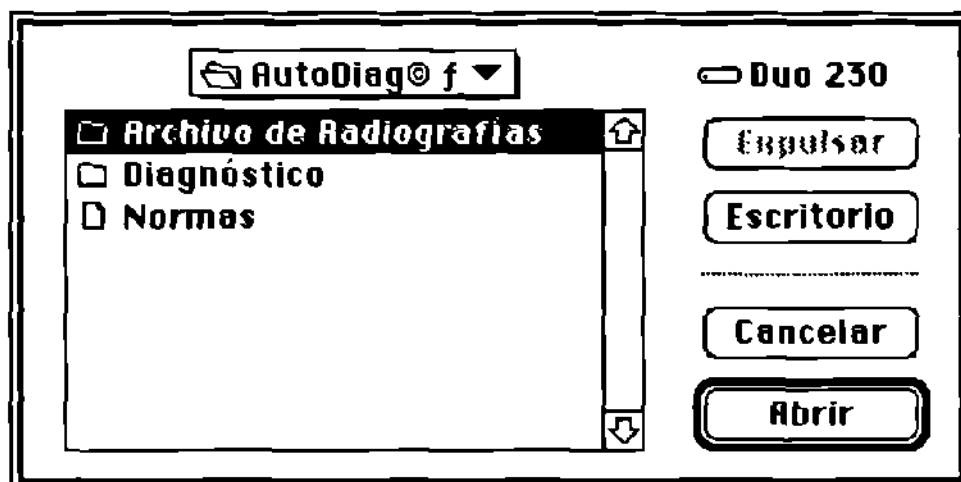 AutoDiag© ƒ
Duo 230
Archivo de Radiografías
Diagnóstico
Normas
Expulsar
Escritorio
Cancelar
Abrir